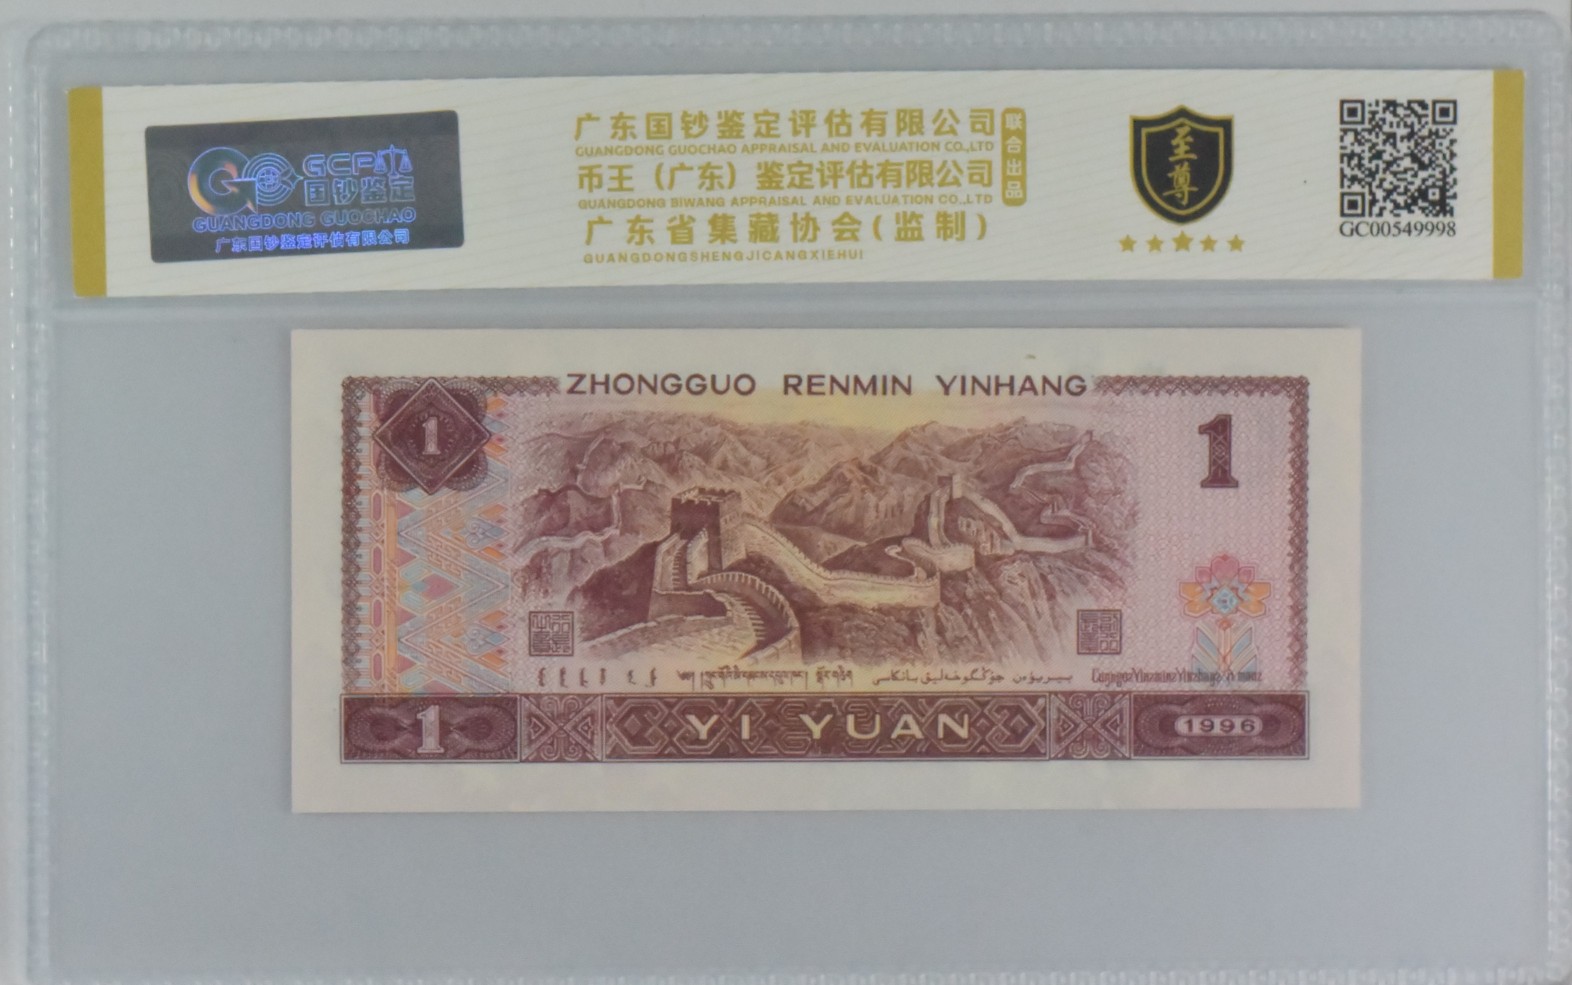 GCPA
国钞鉴定
GUANGDONG GUOCHAO
广东国钞鉴定评估有限公司
广东国钞鉴定评估有限公司
GUANGDONG GUOCHAO APPRAISAL AND EVALUATION CO.,LTD
币王（广东）鉴定评估有限公司
GUANGDONG BIWANG APPRAISAL AND EVALUATION CO.,LTD
联合出品
广东省集藏协会(监制)
GUANGDONGSHENGJICANGXIEHUI
至尊
GC00549998
ZHONGGUO RENMIN YINHANG
1
1
1
YI YUAN
1996